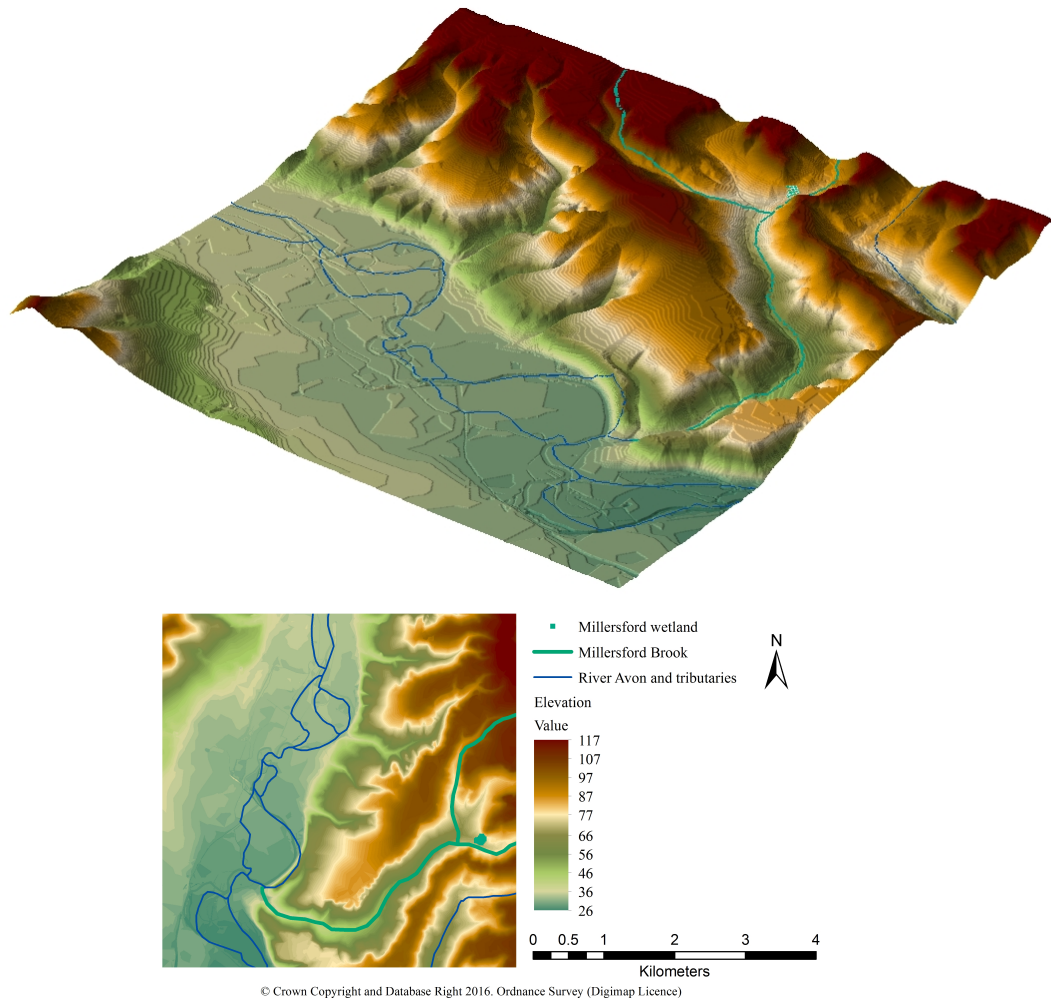 Millersford wetland
Millersford Brook
River Avon and tributaries
N
Elevation
Value
117
107
97
87
77
66
56
46
36
26
0 0.5 1 2 3 4
Kilometers
© Crown Copyright and Database Right 2016. Ordnance Survey (Digimap Licence)